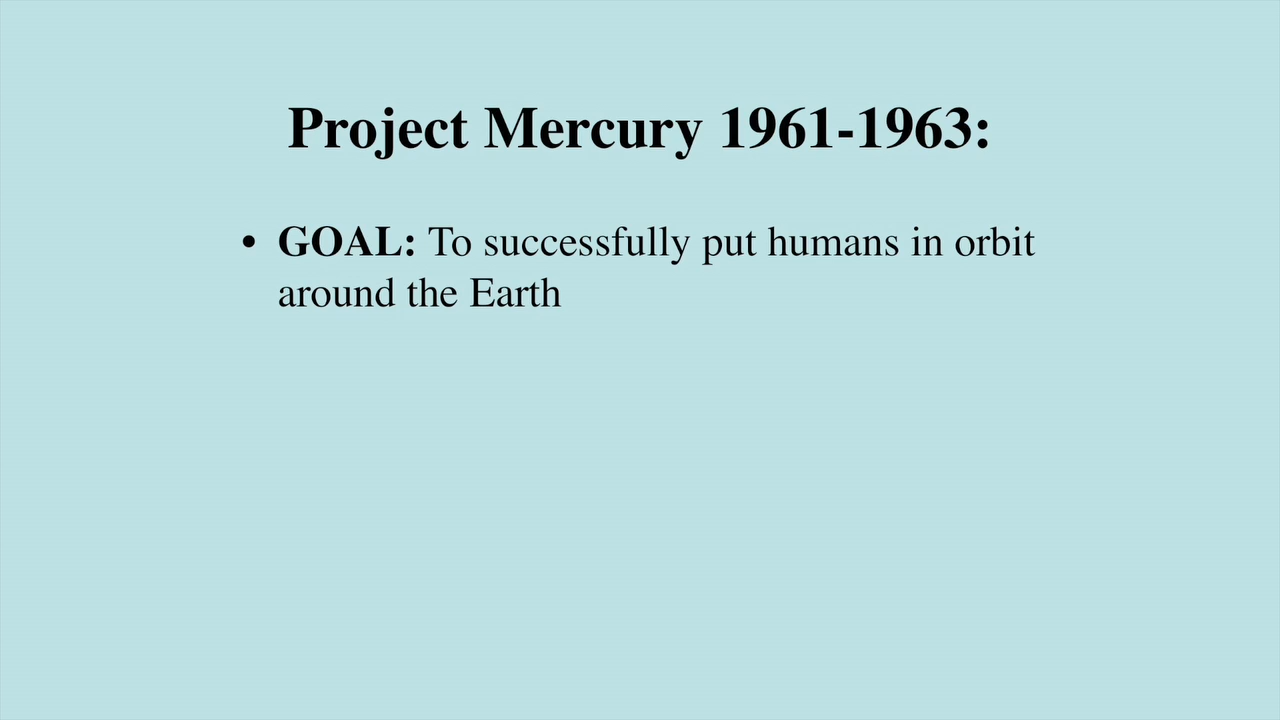 Project Mercury 1961-1963:
• GOAL: To successfully put humans in orbit
around the Earth